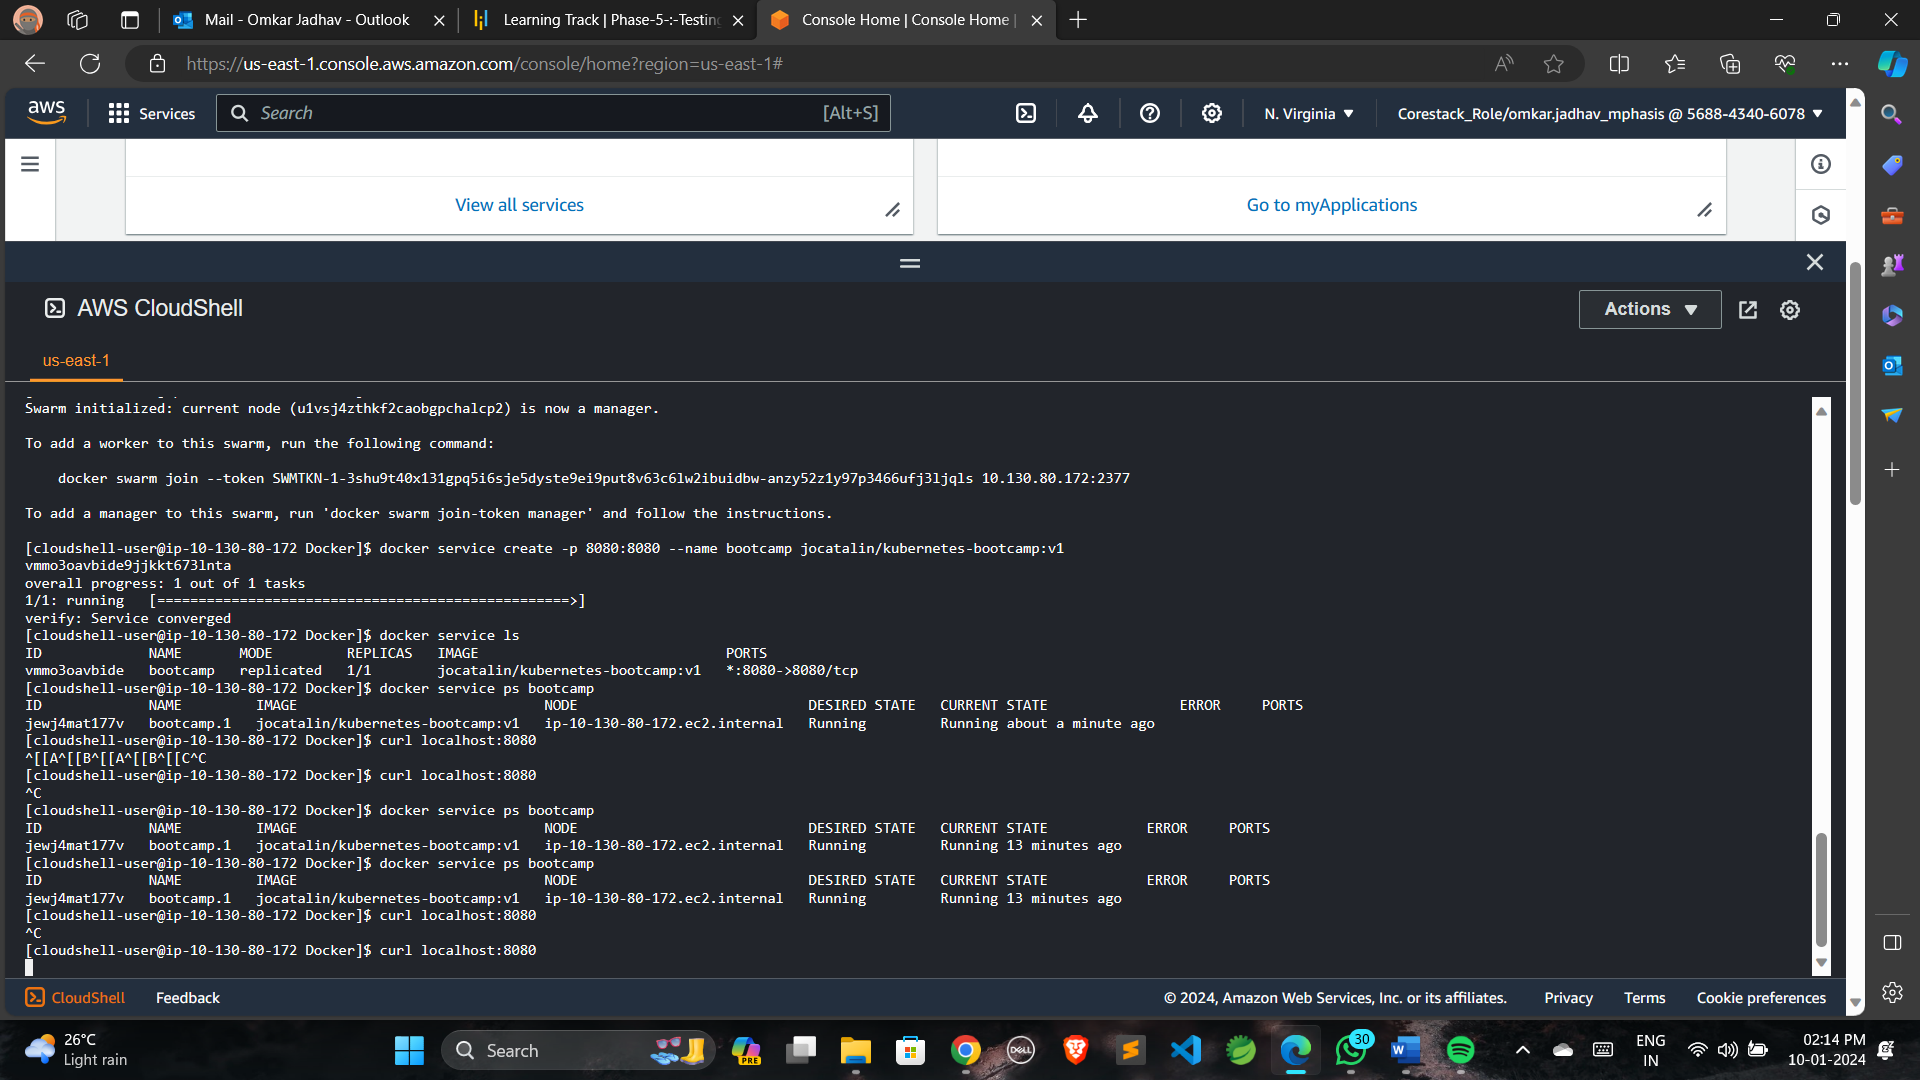 Mail - Omkar Jadhav - Outlook
Learning Track | Phase-5-:-Testing
Console Home | Console Home |
https://us-east-1.console.aws.amazon.com/console/home?region=us-east-1#
aws
Services
Search
[Alt+S]
N. Virginia
Corestack_Role/omkar.jadhav_mphasis @ 5688-4340-6078
View all services
Go to myApplications
AWS CloudShell
Actions
us-east-1
Swarm initialized: current node (u1vsj4zthkf2caobgpchalcp2) is now a manager.
To add a worker to this swarm, run the following command:
docker swarm join --token SWMTKN-1-3shu9t40x131gpq5i6sje5dyste9ei9put8v63c6lw2ibuidbw-anzy52z1y97p3466ufj3ljqls 10.130.80.172:2377
To add a manager to this swarm, run 'docker swarm join-token manager' and follow the instructions.
[cloudshell-user@ip-10-130-80-172 Docker]$ docker service create -p 8080:8080 --name bootcamp jocatalin/kubernetes-bootcamp:v1
vmmo3oavbide9jjkkt673lnta
overall progress: 1 out of 1 tasks
1/1: running   [==================================================>]
verify: Service converged
[cloudshell-user@ip-10-130-80-172 Docker]$ docker service ls
ID NAME MODE REPLICAS IMAGE PORTS
vmmo3oavbide bootcamp replicated 1/1 jocatalin/kubernetes-bootcamp:v1 *:8080->8080/tcp
[cloudshell-user@ip-10-130-80-172 Docker]$ docker service ps bootcamp
ID NAME IMAGE NODE DESIRED STATE CURRENT STATE ERROR PORTS
jewj4mat177v bootcamp.1 jocatalin/kubernetes-bootcamp:v1 ip-10-130-80-172.ec2.internal Running Running about a minute ago
[cloudshell-user@ip-10-130-80-172 Docker]$ curl localhost:8080
^[[A^[[B^[[A^[[B^[[C^C
[cloudshell-user@ip-10-130-80-172 Docker]$ curl localhost:8080
^C
[cloudshell-user@ip-10-130-80-172 Docker]$ docker service ps bootcamp
ID NAME IMAGE NODE DESIRED STATE CURRENT STATE ERROR PORTS
jewj4mat177v bootcamp.1 jocatalin/kubernetes-bootcamp:v1 ip-10-130-80-172.ec2.internal Running Running 13 minutes ago
[cloudshell-user@ip-10-130-80-172 Docker]$ docker service ps bootcamp
ID NAME IMAGE NODE DESIRED STATE CURRENT STATE ERROR PORTS
jewj4mat177v bootcamp.1 jocatalin/kubernetes-bootcamp:v1 ip-10-130-80-172.ec2.internal Running Running 13 minutes ago
[cloudshell-user@ip-10-130-80-172 Docker]$ curl localhost:8080
^C
[cloudshell-user@ip-10-130-80-172 Docker]$ curl localhost:8080
CloudShell
Feedback
© 2024, Amazon Web Services, Inc. or its affiliates.
Privacy
Terms
Cookie preferences
26°C
Light rain
Search
PRE
DELL
30
ENG
IN
02:14 PM
10-01-2024